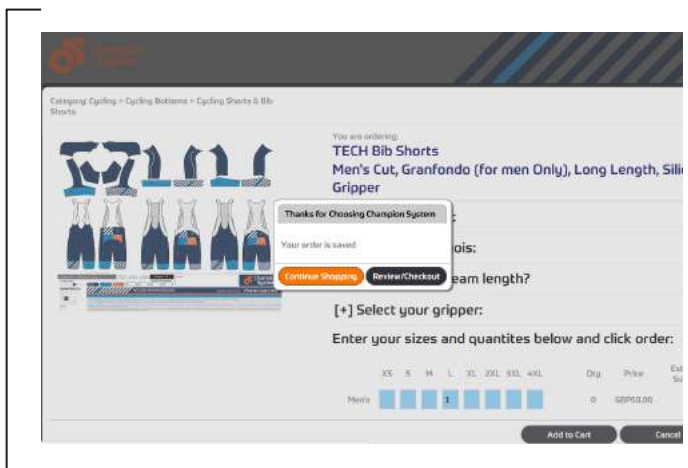 Champion
System
Category: Cycling > Cycling Bottoms > Cycling Shorts & Bib
Shorts
You are ordering:
TECH Bib Shorts
Men's Cut, Granfondo (for men Only), Long Length, Sili
Gripper
Thanks for Choosing Champion System
Your order is saved
ois:
Continue Shopping
Review/Checkout
eam length?
[+] Select your gripper:
Enter your sizes and quantites below and click order:
XS S M L XL 2XL 3XL 4XL Qty Price
Men's 1 0 GBP60.00
Add to Cart
Cancel